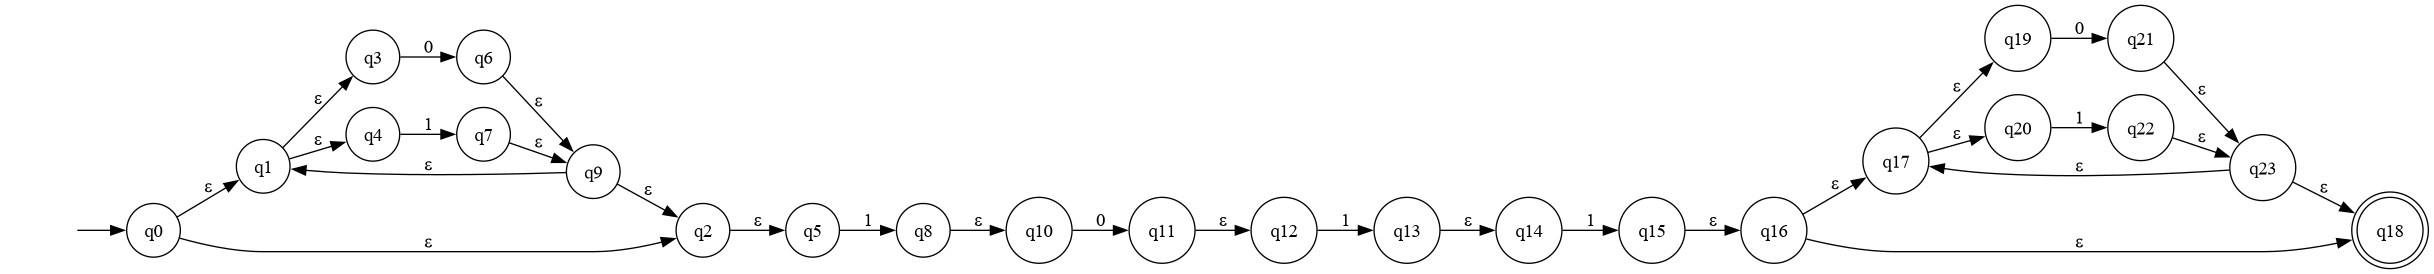 q19 0 q21
q3 0 q6
ε ε
ε ε
q4 1 q7
q20 1 q22
ε ε ε ε
q1 ε q9
q17 ε q23
ε ε ε ε
q0 ε q2 ε q5 1 q8 ε q10 0 q11 ε q12 1 q13 ε q14 1 q15 ε q16 ε q18